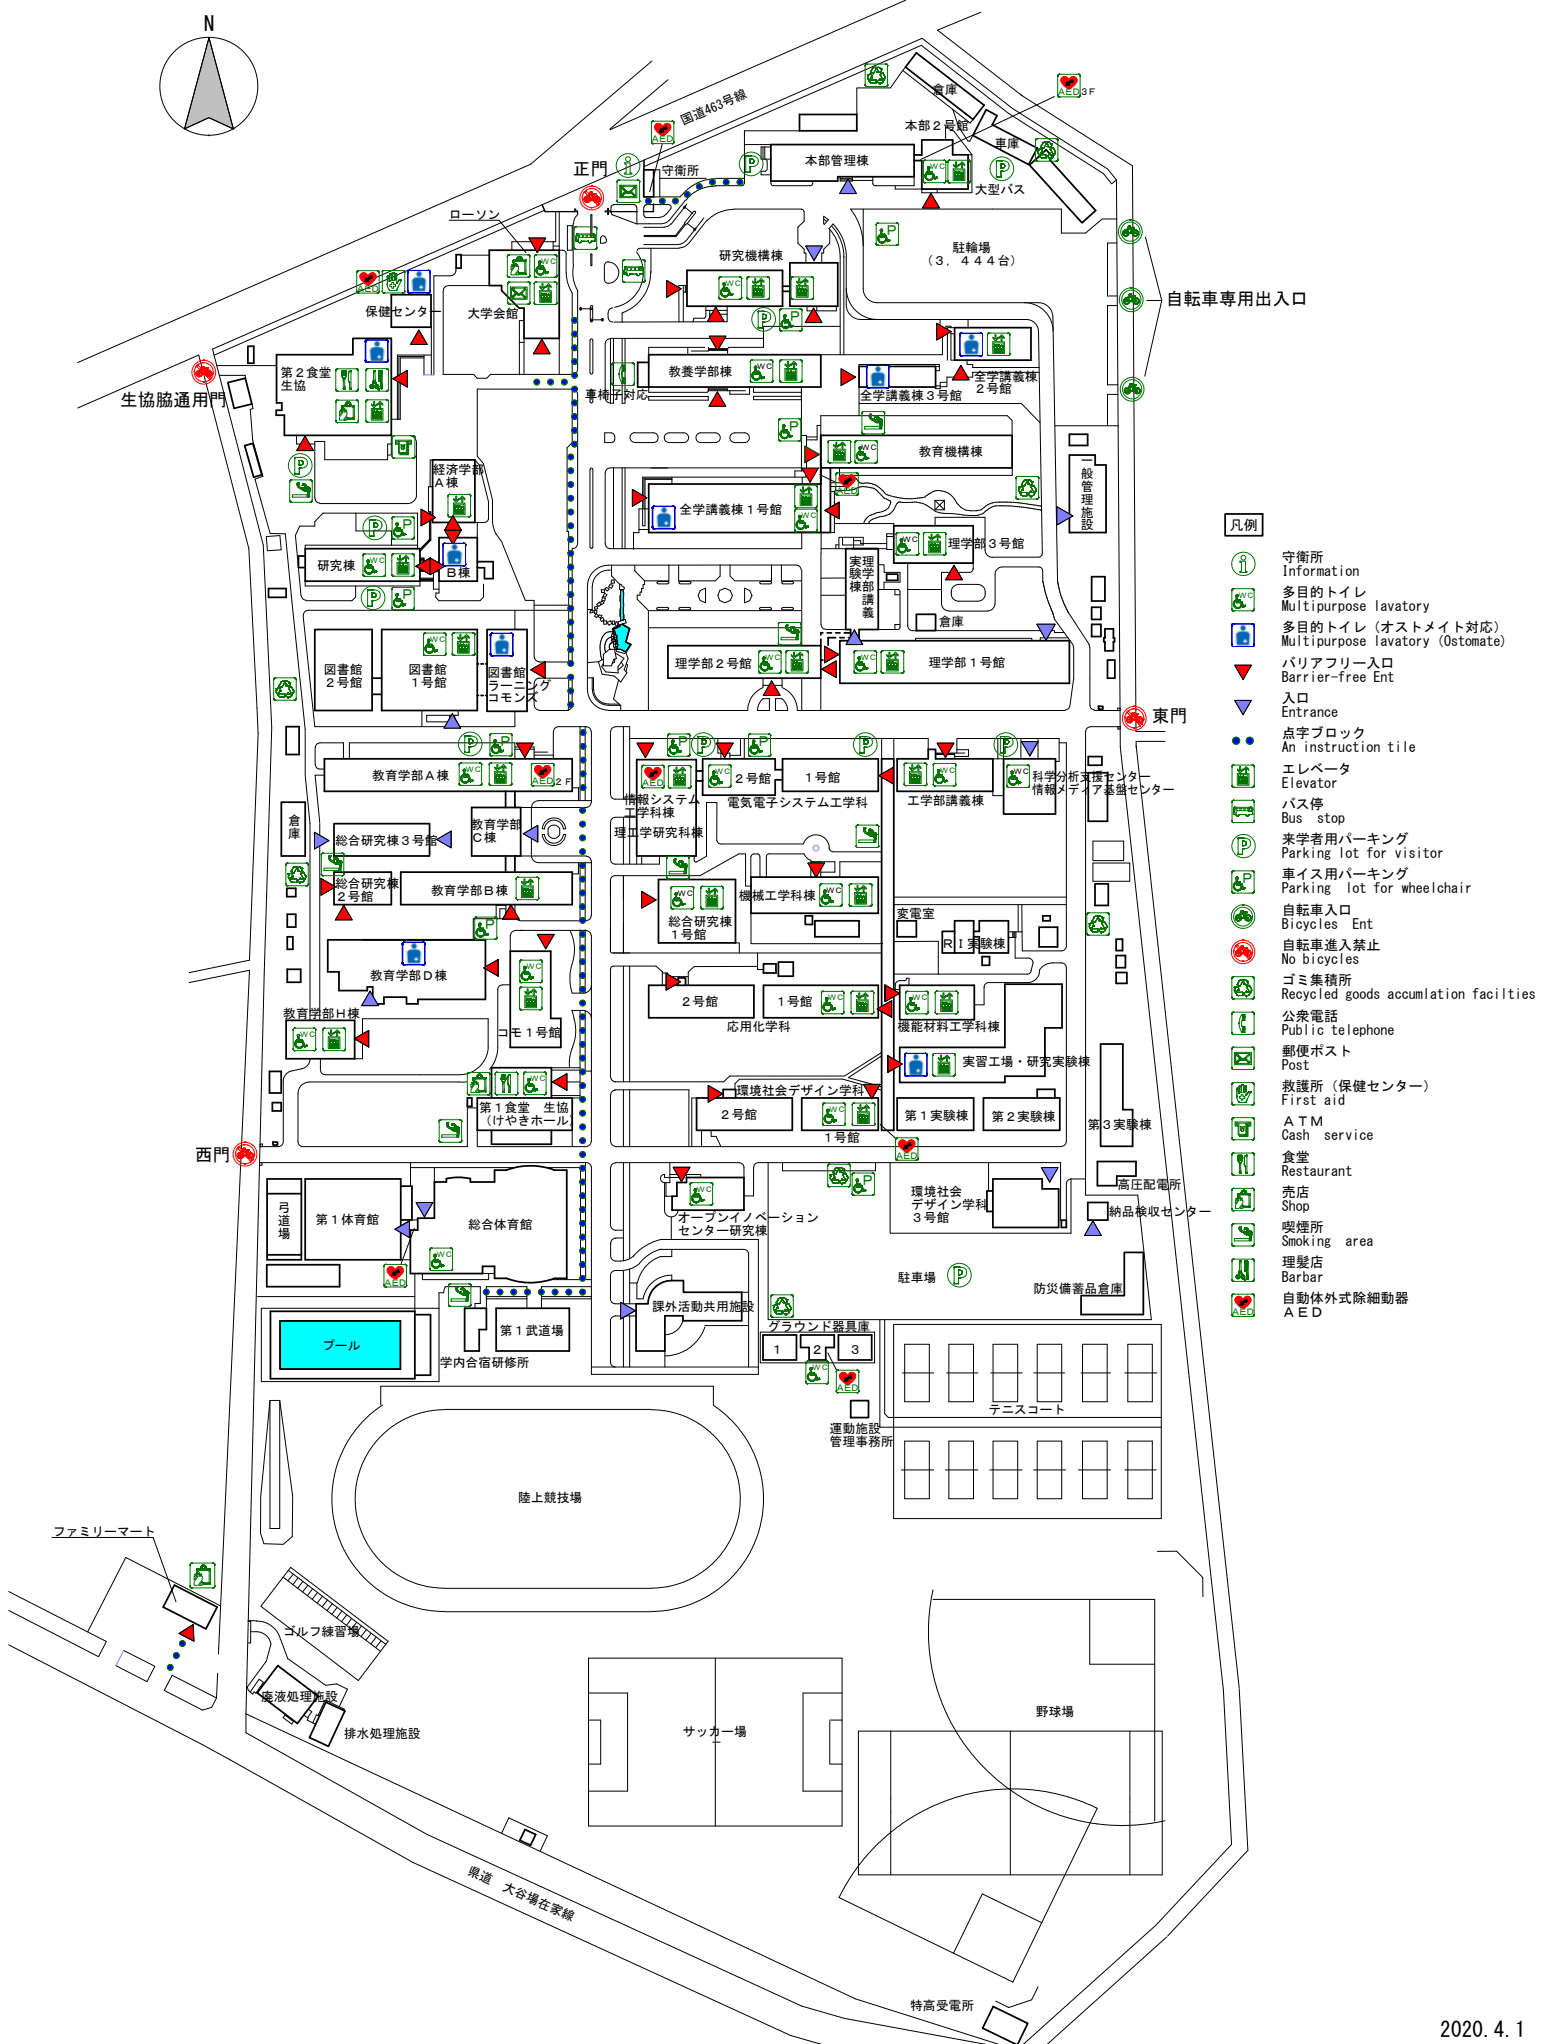 N
国道463号線
AED
AED3F
倉庫
本部2号館
車庫
本部管理棟
WC
大型バス
正門
守衛所
ローソン
駐輪場
(3,444台)
研究機構棟
自転車専用出入口
保健センター
大学会館
第2食堂
生協
生協脇通用門
教養学部棟
車椅子対応
全学講義棟3号館
全学講義棟
2号館
教育機構棟
一般管理施設
経済学部
A棟
全学講義棟1号館
理学部3号館
研究棟
B棟
理学部講義
実験棟
倉庫
図書館
2号館
図書館
1号館
図書館
ラーニング
コモンズ
理学部2号館
理学部1号館
東門
教育学部A棟
AED2F
2号館
1号館
情報システム
工学科棟
電気電子システム工学科
工学部講義棟
科学分析支援センター
情報メディア基盤センター
理工学研究科棟
倉庫
総合研究棟3号館
教育学部
C棟
総合研究棟
2号館
教育学部B棟
総合研究棟
1号館
機械工学科棟
変電室
RI実験棟
教育学部D棟
教育学部H棟
コモ1号館
2号館
1号館
応用化学科
機能材料工学科棟
実習工場・研究実験棟
環境社会デザイン学科
2号館
1号館
第1食堂 生協
(けやきホール)
第1実験棟
第2実験棟
第3実験棟
西門
弓道場
第1体育館
総合体育館
オープンイノベーション
センター研究棟
環境社会
デザイン学科
3号館
高圧配電所
納品検収センター
駐車場
防災備蓄品倉庫
課外活動共用施設
グラウンド器具庫
1
2
3
プール
第1武道場
学内合宿研修所
運動施設
管理事務所
テニスコート
陸上競技場
ファミリーマート
ゴルフ練習場
廃液処理施設
排水処理施設
サッカー場
野球場
県道 大谷場在家線
特高受電所
凡例
守衛所
Information
多目的トイレ
Multipurpose lavatory
多目的トイレ(オストメイト対応)
Multipurpose lavatory (Ostomate)
バリアフリー入口
Barrier-free Ent
入口
Entrance
点字ブロック
An instruction tile
エレベータ
Elevator
バス停
Bus stop
来学者用パーキング
Parking lot for visitor
車イス用パーキング
Parking lot for wheelchair
自転車入口
Bicycles Ent
自転車進入禁止
No bicycles
ゴミ集積所
Recycled goods accumlation facilties
公衆電話
Public telephone
郵便ポスト
Post
救護所(保健センター)
First aid
ATM
Cash service
食堂
Restaurant
売店
Shop
喫煙所
Smoking area
理髪店
Barbar
自動体外式除細動器
AED
2020.4.1